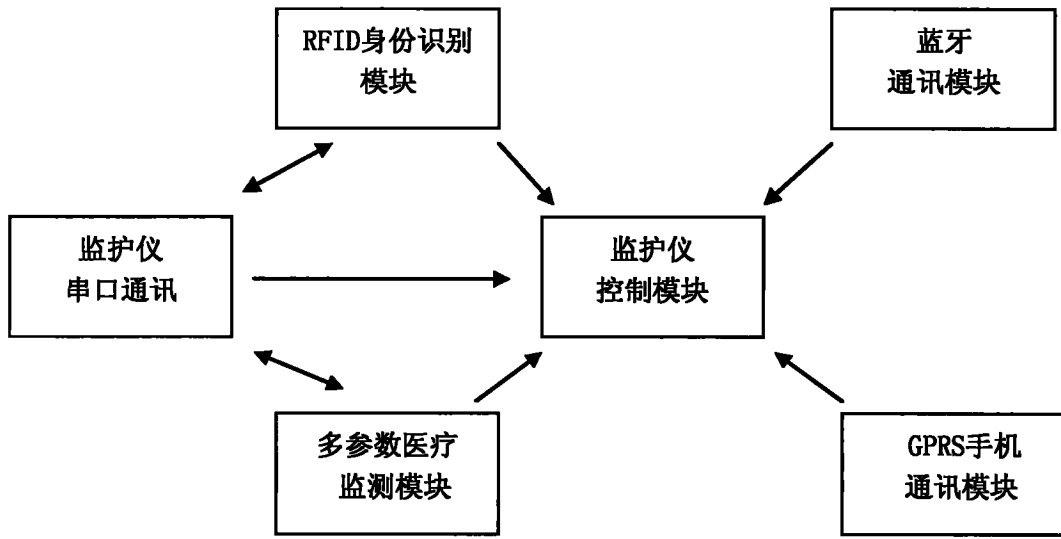 RFID身份识别
模块
蓝牙
通讯模块
监护仪
串口通讯
监护仪
控制模块
多参数医疗
监测模块
GPRS手机
通讯模块